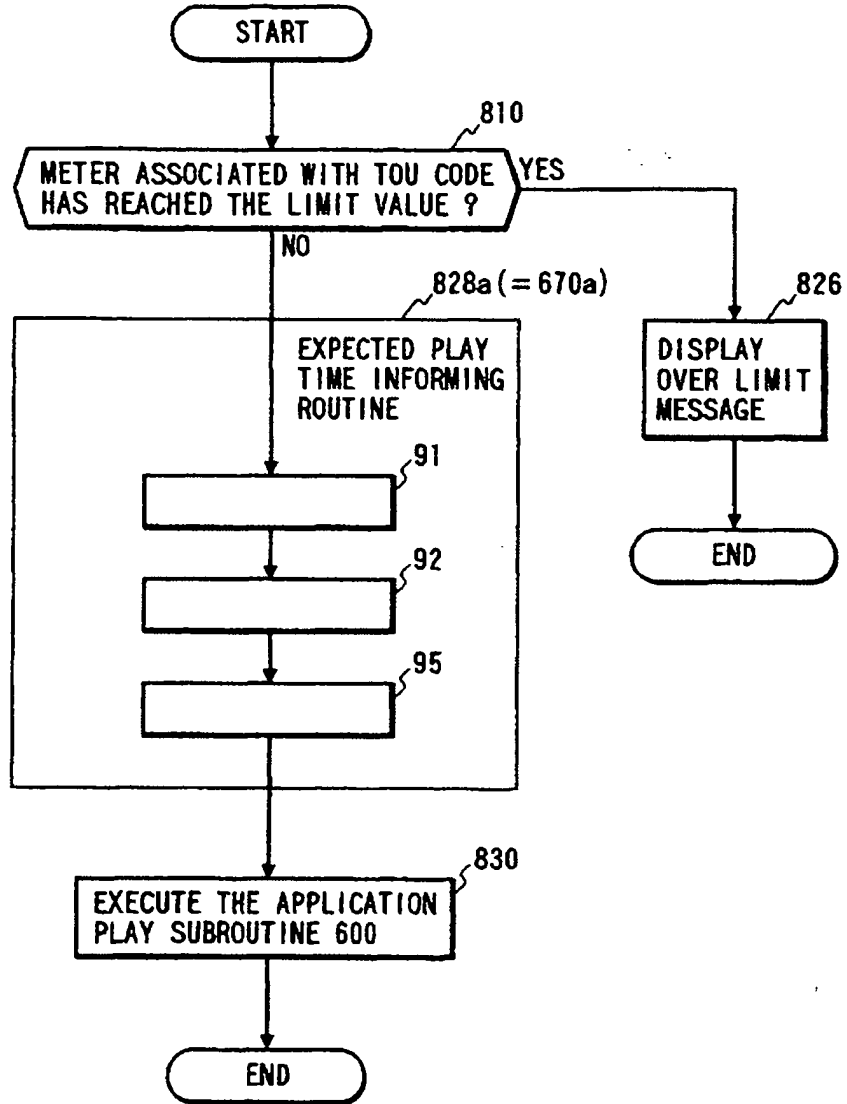 START
810
METER ASSOCIATED WITH TOU CODE
HAS REACHED THE LIMIT VALUE ?
YES
NO
828a (= 670a)
826
EXPECTED PLAY
TIME INFORMING
ROUTINE
DISPLAY
OVER LIMIT
MESSAGE
91
END
92
95
830
EXECUTE THE APPLICATION
PLAY SUBROUTINE 600
END